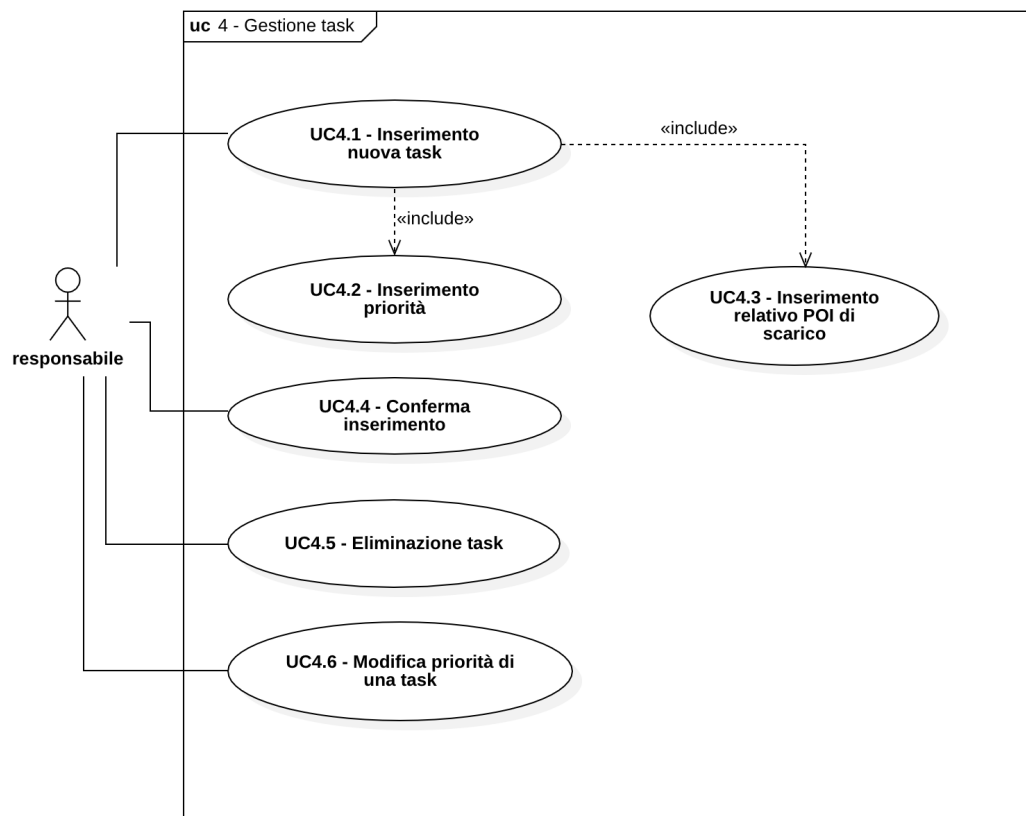 uc 4 - Gestione task
UC4.1 - Inserimento
nuova task
«include»
«include»
UC4.2 - Inserimento
priorità
UC4.3 - Inserimento
relativo POI di
scarico
responsabile
UC4.4 - Conferma
inserimento
UC4.5 - Eliminazione task
UC4.6 - Modifica priorità di
una task